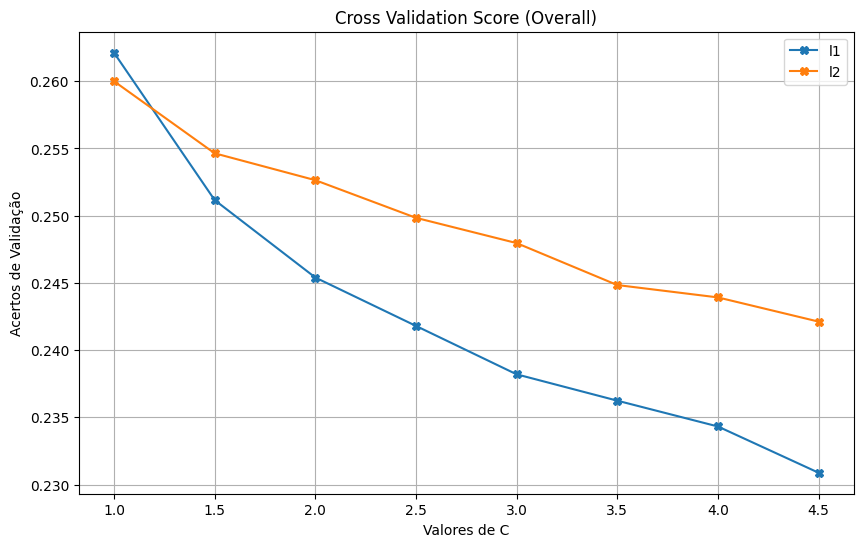 Cross Validation Score (Overall)
l1
l2
Acertos de Validação
0.260
0.255
0.250
0.245
0.240
0.235
0.230
1.0 1.5 2.0 2.5 3.0 3.5 4.0 4.5
Valores de C